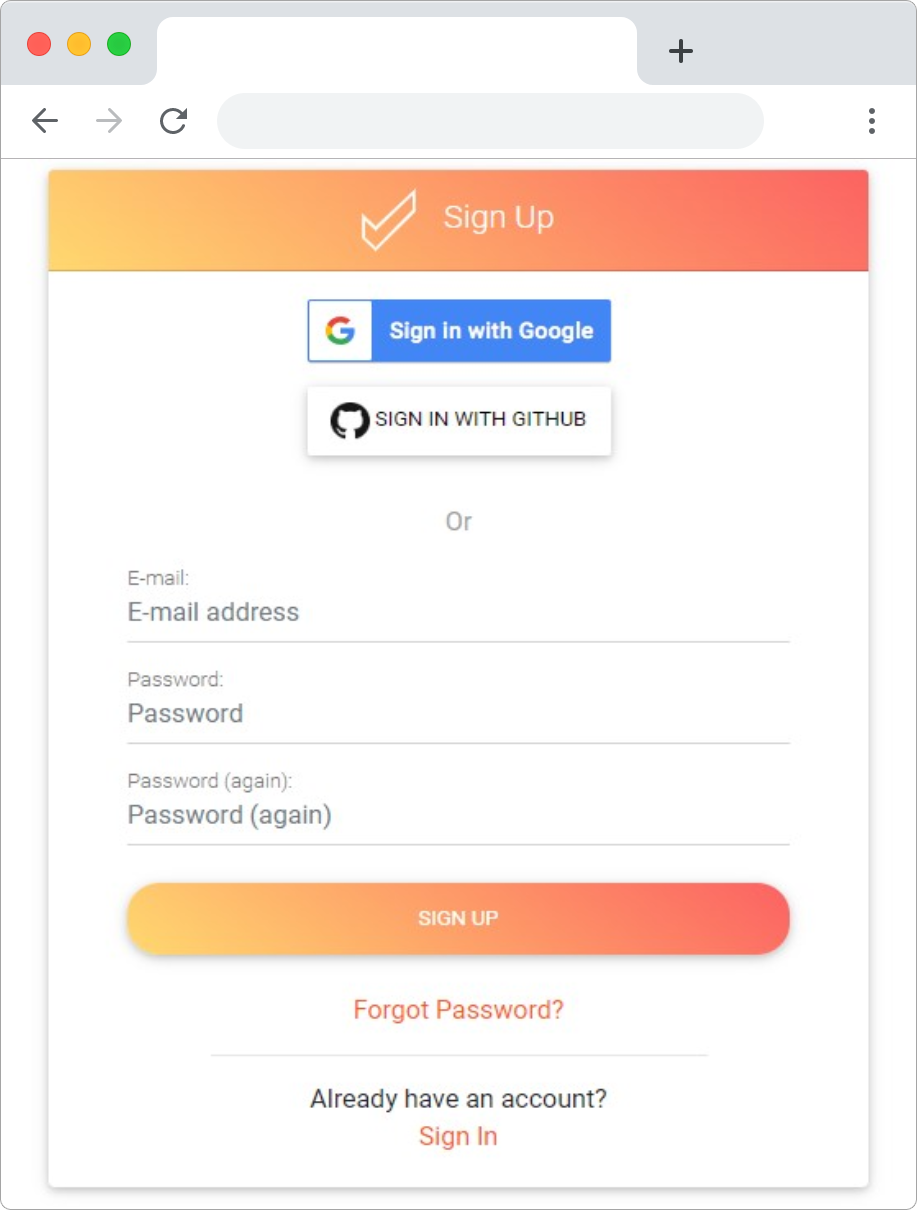 Sign Up
Sign in with Google
SIGN IN WITH GITHUB
Or
E-mail:
E-mail address
Password:
Password
Password (again):
Password (again)
SIGN UP
Forgot Password?
Already have an account?
Sign In